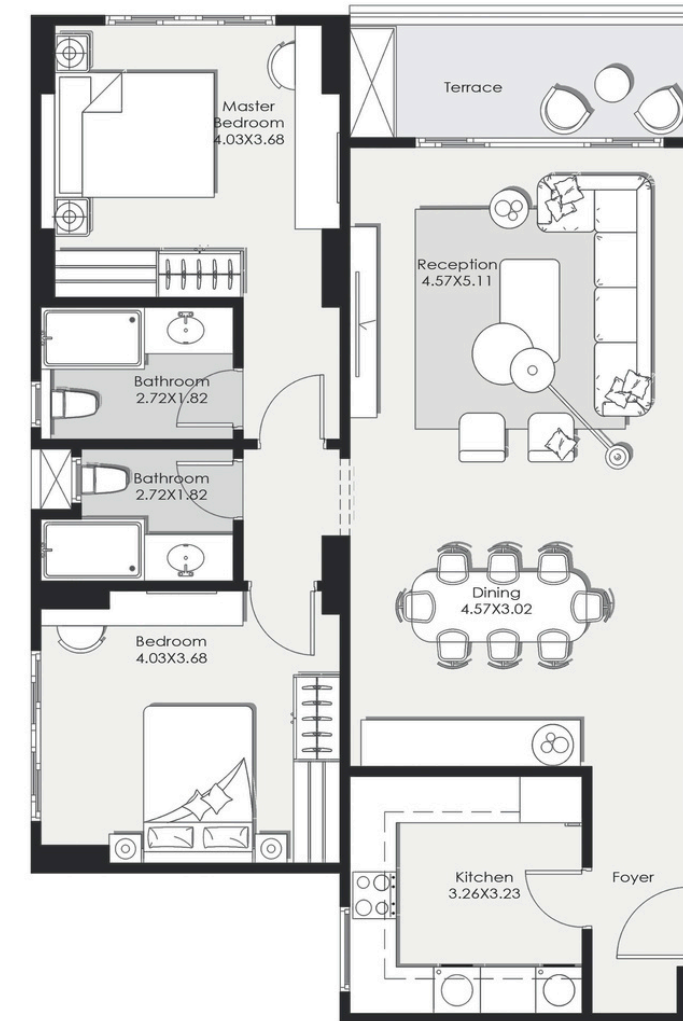 Terrace
Master
Bedroom
4.03X3.68
Reception
4.57X5.11
Bathroom
2.72X1.82
Bathroom
2.72X1.82
Dining
4.57X3.02
Bedroom
4.03X3.68
Kitchen
3.26X3.23
Foyer